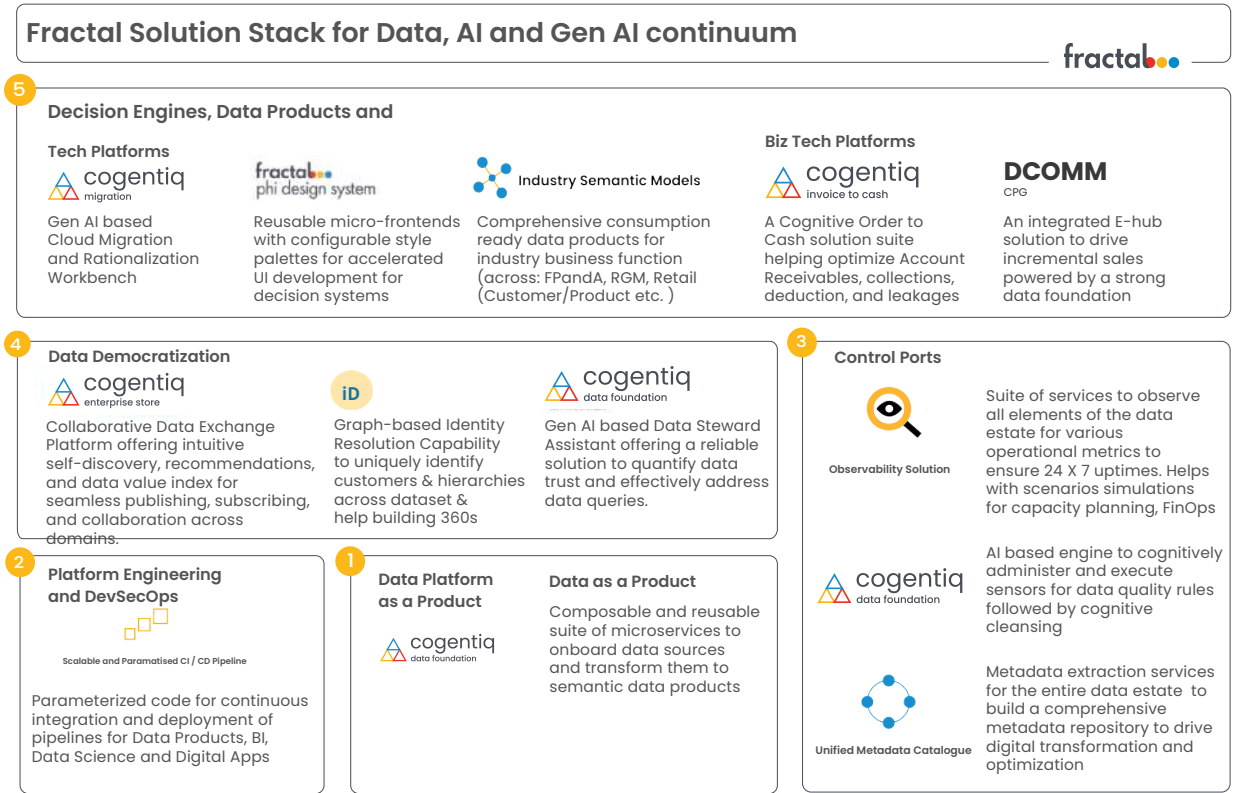 Fractal Solution Stack for Data, AI and Gen AI continuum
fractal
5
Decision Engines, Data Products and
Tech Platforms
cogentiq
migration
Gen AI based
Cloud Migration
and Rationalization
Workbench
fractal
phi design system
Reusable micro-frontends
with configurable style
palettes for accelerated
UI development for
decision systems
Industry Semantic Models
Comprehensive consumption
ready data products for
industry business function
(across: FPandA, RGM, Retail
(Customer/Product etc. )
Biz Tech Platforms
cogentiq
invoice to cash
A Cognitive Order to
Cash solution suite
helping optimize Account
Receivables, collections,
deduction, and leakages
DCOMM
CPG
An integrated E-hub
solution to drive
incremental sales
powered by a strong
data foundation
4
Data Democratization
cogentiq
enterprise store
Collaborative Data Exchange
Platform offering intuitive
self-discovery, recommendations,
and data value index for
seamless publishing, subscribing,
and collaboration across
domains.
iD
Graph-based Identity
Resolution Capability
to uniquely identify
customers & hierarchies
across dataset &
help building 360s
cogentiq
data foundation
Gen AI based Data Steward
Assistant offering a reliable
solution to quantify data
trust and effectively address
data queries.
3
Control Ports
Observability Solution
Suite of services to observe
all elements of the data
estate for various
operational metrics to
ensure 24 X 7 uptimes. Helps
with scenarios simulations
for capacity planning, FinOps
cogentiq
data foundation
AI based engine to cognitively
administer and execute
sensors for data quality rules
followed by cognitive
cleansing
Unified Metadata Catalogue
Metadata extraction services
for the entire data estate to
build a comprehensive
metadata repository to drive
digital transformation and
optimization
2
Platform Engineering
and DevSecOps
Scalable and Paramatised CI / CD Pipeline
Parameterized code for continuous
integration and deployment of
pipelines for Data Products, BI,
Data Science and Digital Apps
1
Data Platform
as a Product
cogentiq
data foundation
Data as a Product
Composable and reusable
suite of microservices to
onboard data sources
and transform them to
semantic data products